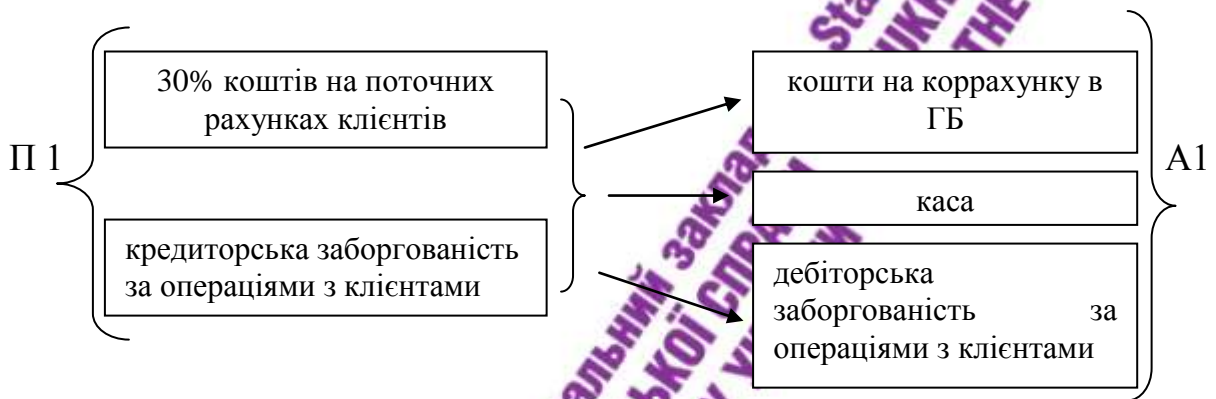 П 1
30% коштів на поточних
рахунках клієнтів
кредиторська заборгованість
за операціями з клієнтами
кошти на коррахунку в
ГБ
каса
дебіторська
заборгованість за
операціями з клієнтами
А1